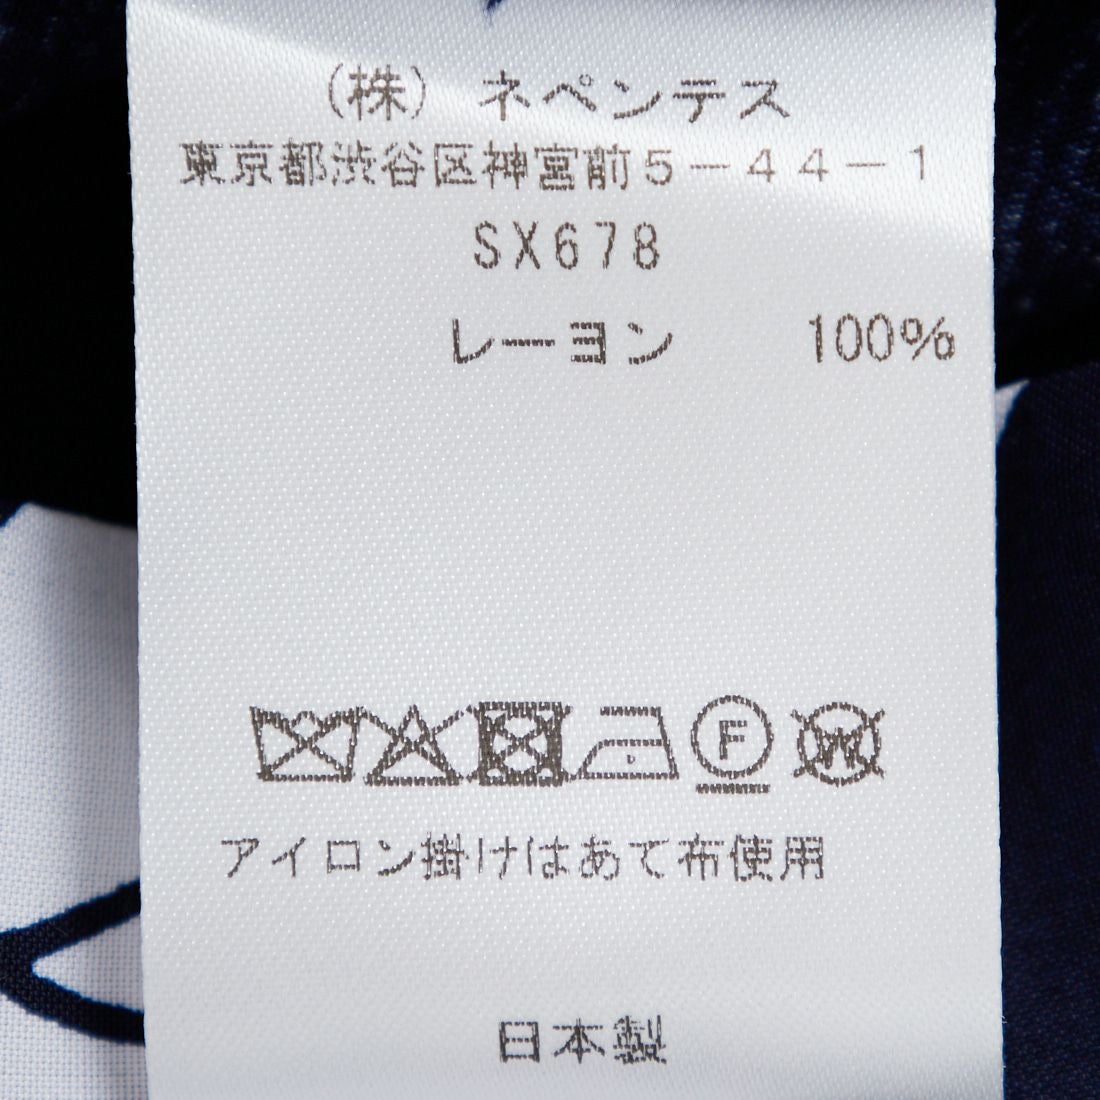 （株）ネペンテス
東京都渋谷区神宮前５－４４－１
SX678
レーヨン 100%
F
W
アイロン掛けはあて布使用
日本製